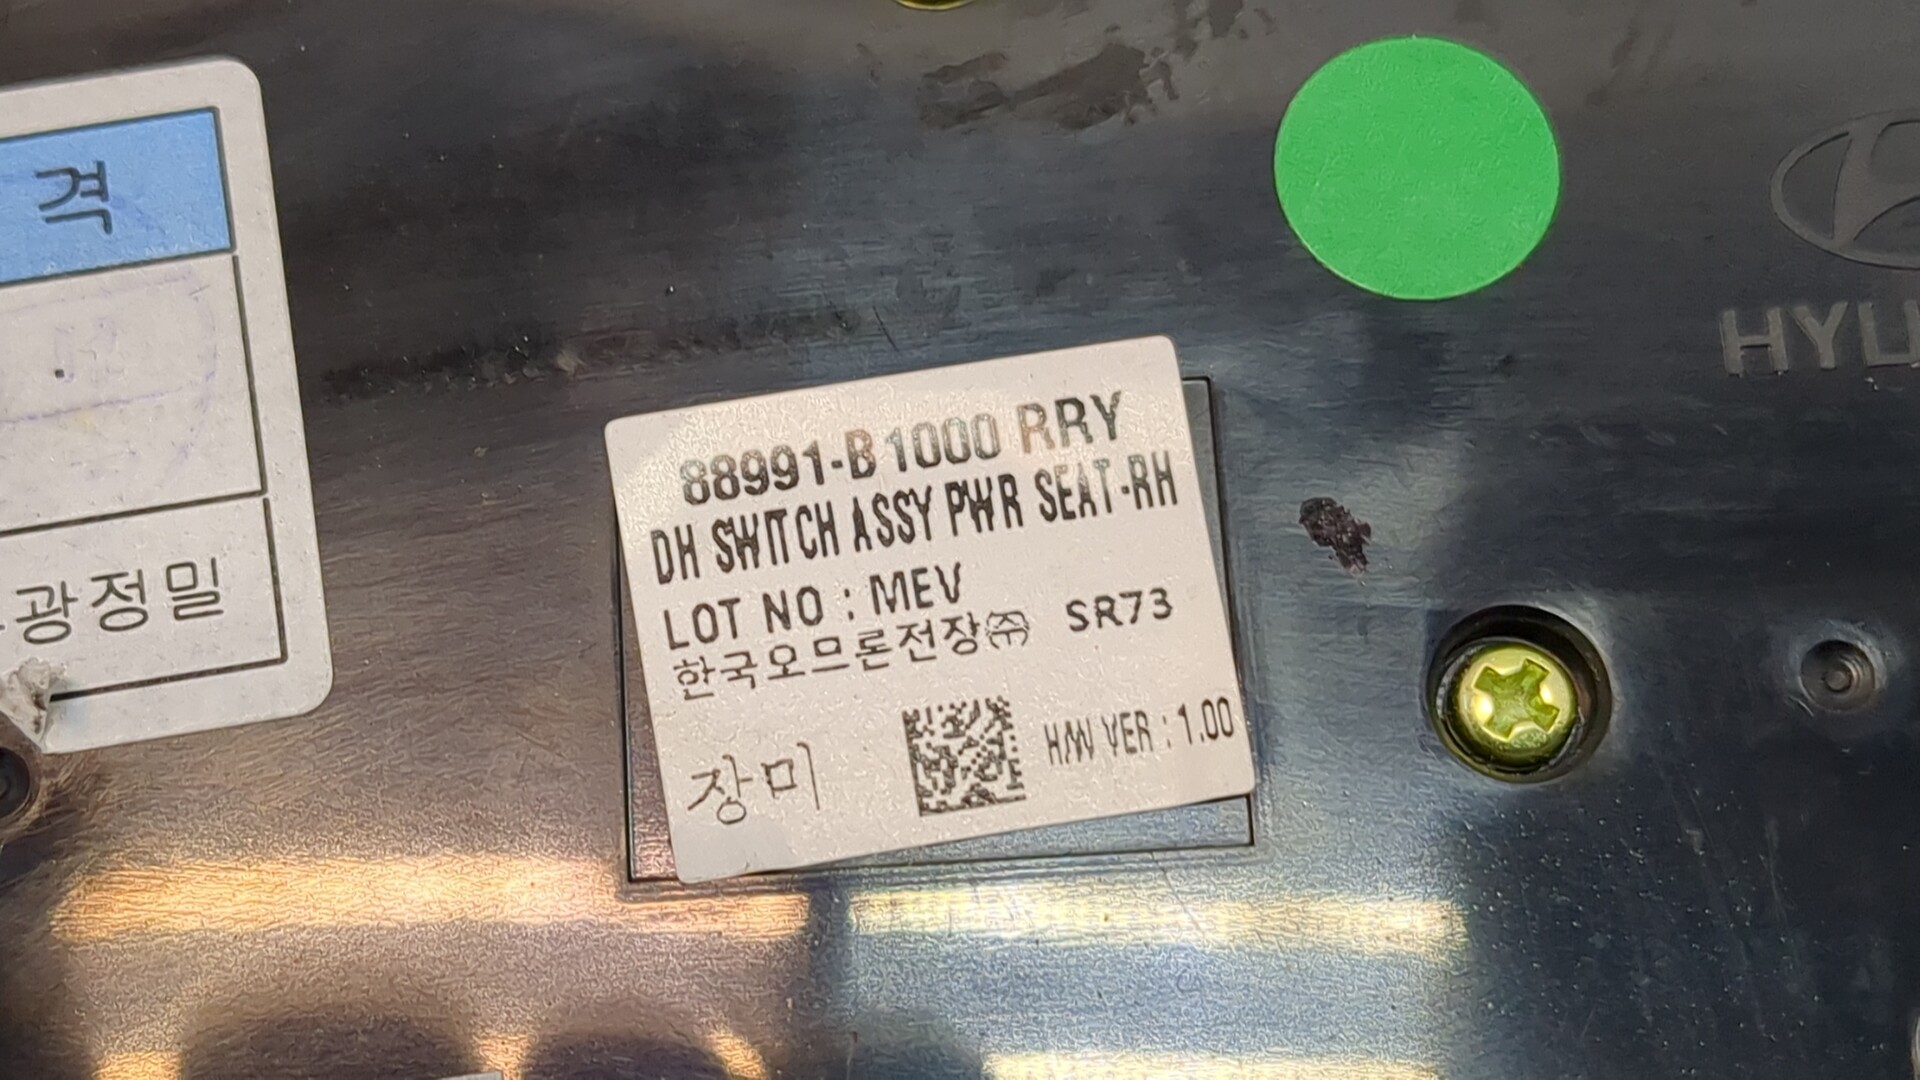 격
광정밀
88991-B1000 RRY
DH SWITCH ASSY PWR SEAT-RH
LOT NO : MEV
한국오므론전장㈜ SR73
장미
H/W VER : 1.00
HYU